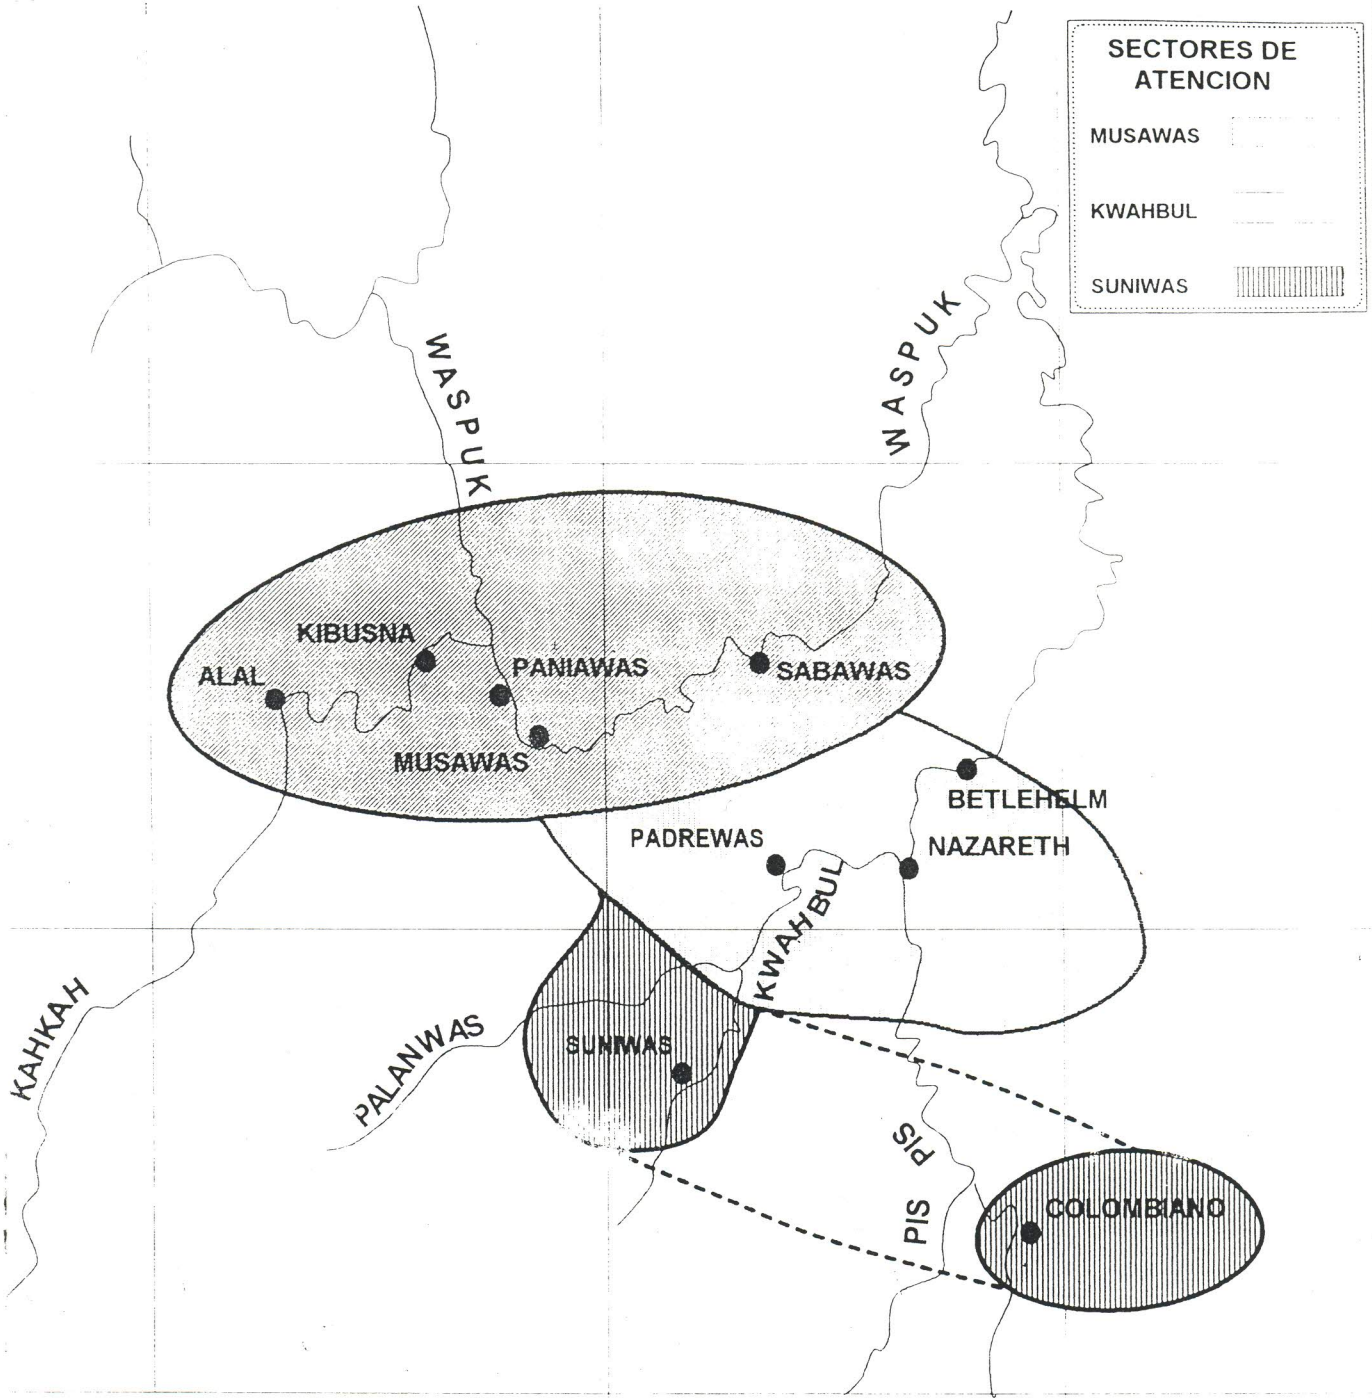 SECTORES DE
ATENCION
MUSAWAS
KWAHBUL
SUNIWAS
WASPUK
WASPUK
KIBUSNA
ALAL
PANIAWAS
SABAWAS
MUSAWAS
BETLEHELM
PADREWAS
NAZARETH
KWAHBUL
KAHKAH
PALANWAS
SUNIWAS
PIS
PIS
COLOMBIANO